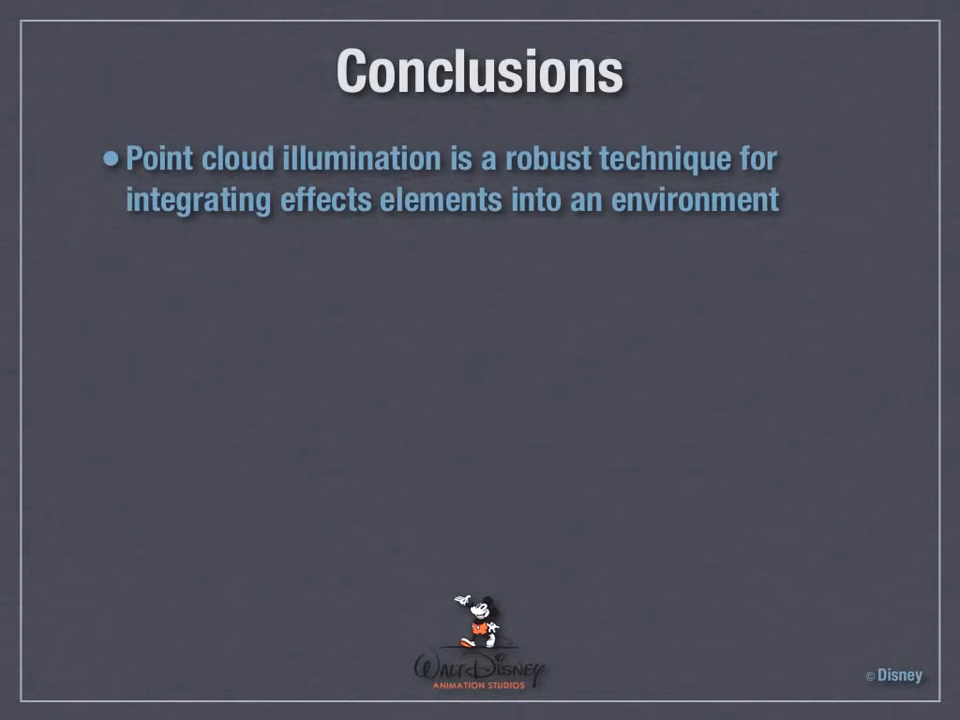 Conclusions
• Point cloud illumination is a robust technique for
integrating effects elements into an environment
WALT DISNEY
ANIMATION STUDIOS
© Disney